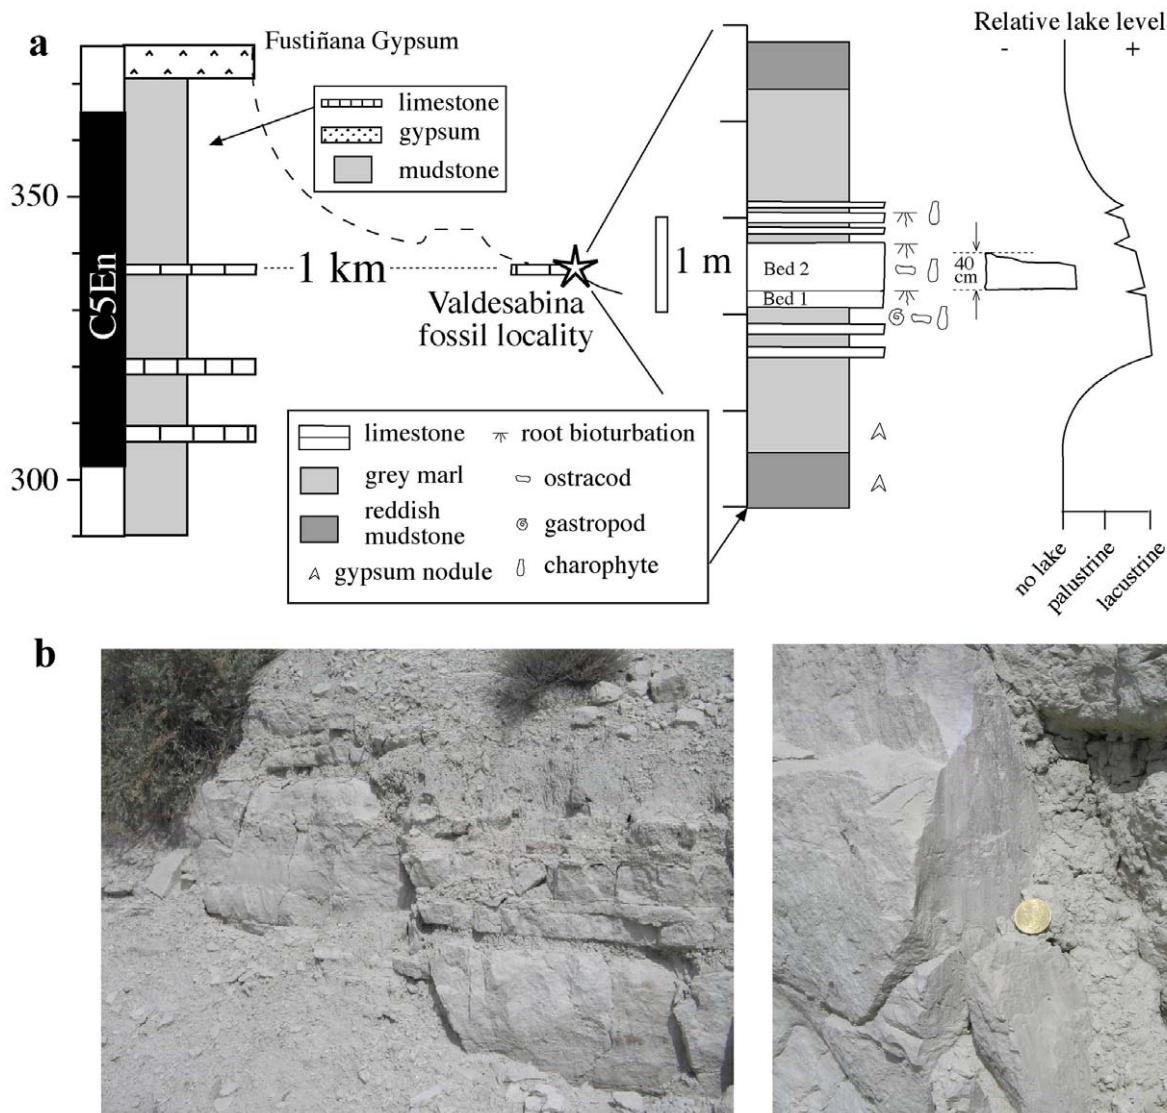 a
Fustiñana Gypsum
limestone
gypsum
mudstone
350
300
C5En
1 km
Valdesabina
fossil locality
1 m
Bed 2
Bed 1
40
cm
Relative lake level
- +
no lake
palustrine
lacustrine
limestone
grey marl
reddish
mudstone
gypsum nodule
root bioturbation
ostracod
gastropod
charophyte
b